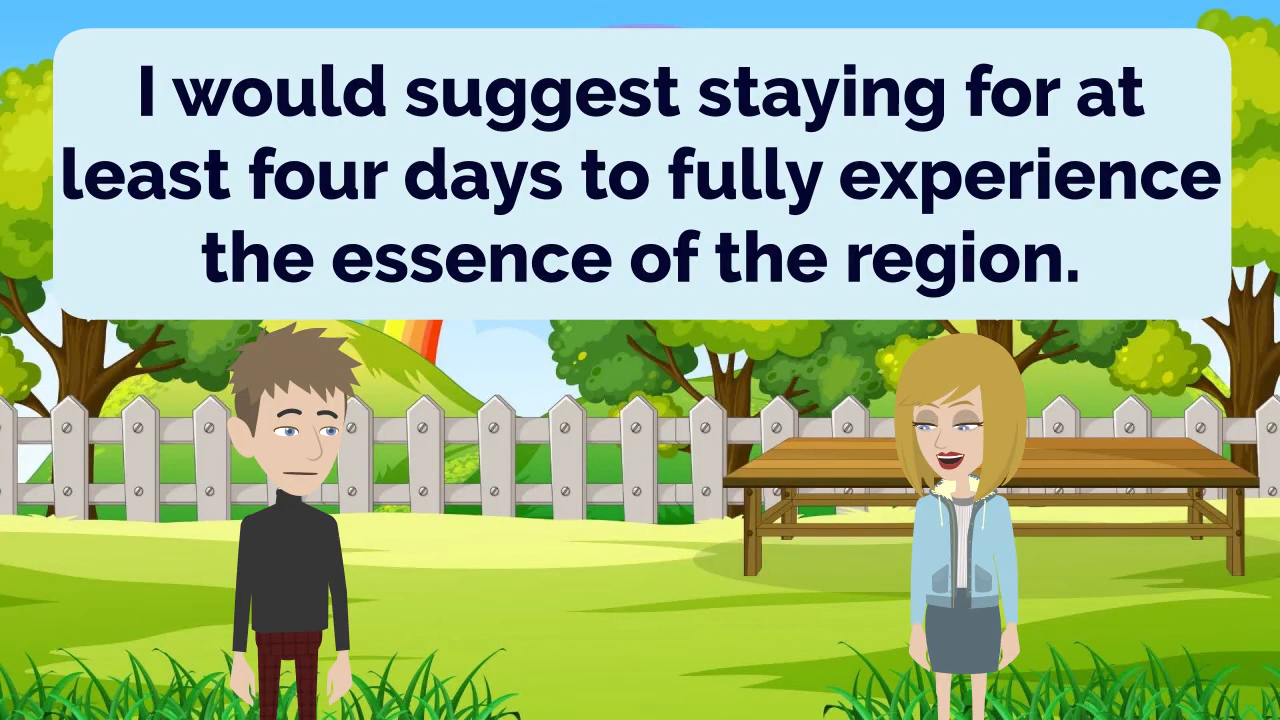 I would suggest staying for at
least four days to fully experience
the essence of the region.